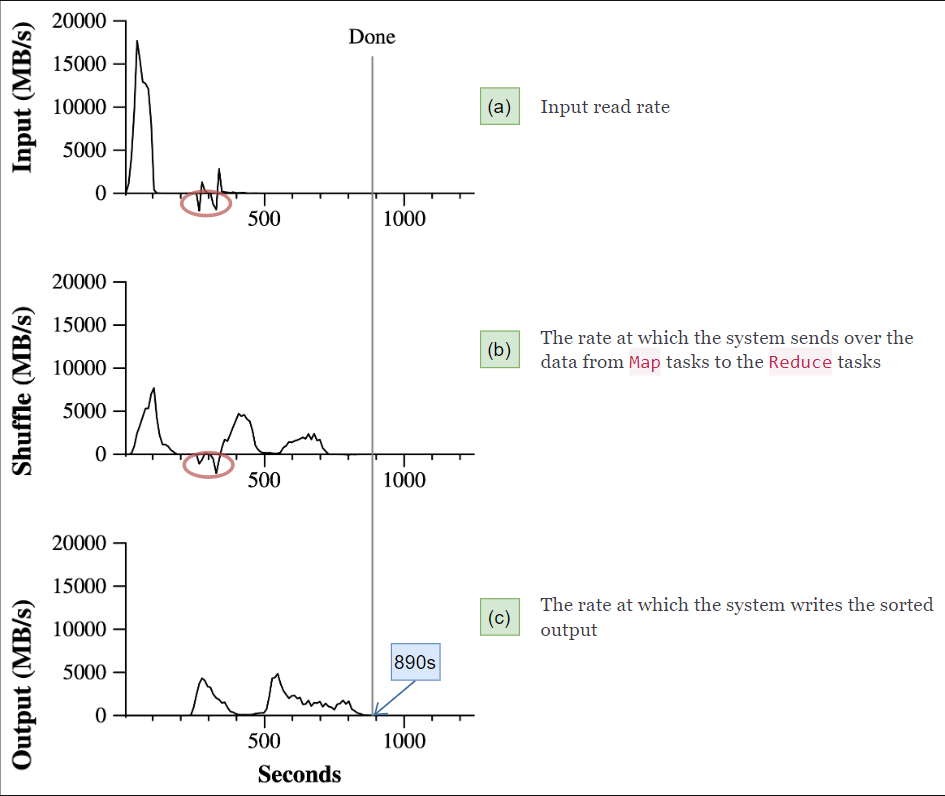 20000
Done
15000
Input (MB/s)
(a) Input read rate
10000
5000
0
500 1000
20000
15000
Shuffle (MB/s)
10000
(b) The rate at which the system sends over the
data from Map tasks to the Reduce tasks
5000
0
500 1000
20000
15000
Output (MB/s)
10000
(c) The rate at which the system writes the sorted
output
5000
890s
0
500 1000
Seconds